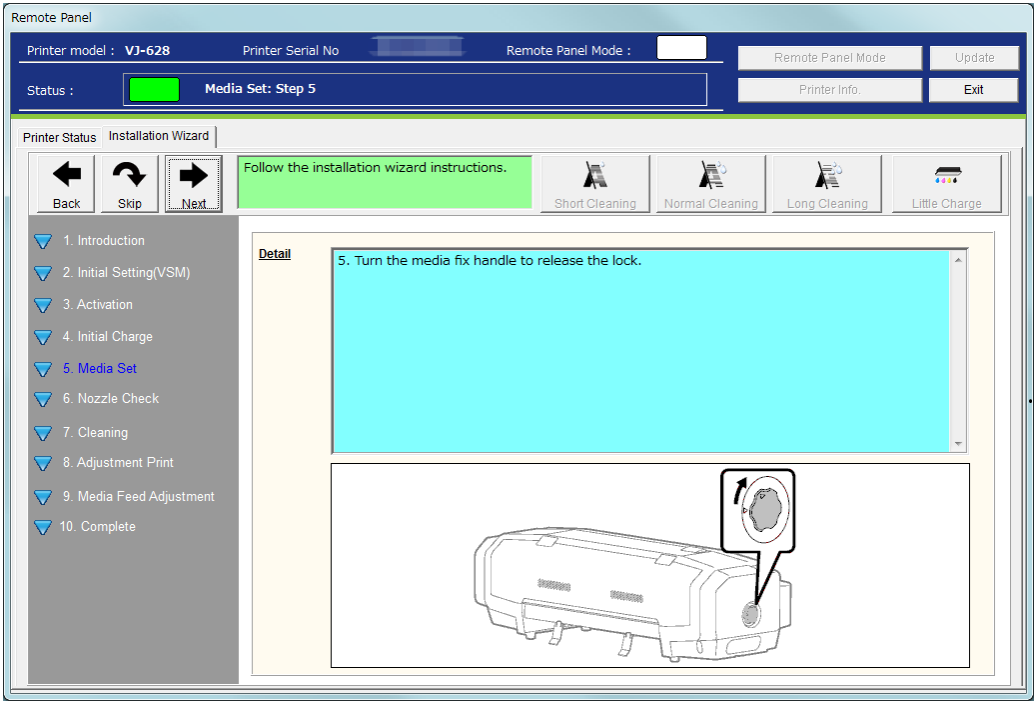 Remote Panel
Printer model : VJ-628
Printer Serial No
Remote Panel Mode :
Remote Panel Mode
Update
Status :
Media Set: Step 5
Printer Info.
Exit
Printer Status
Installation Wizard
Back
Skip
Next
Follow the installation wizard instructions.
Short Cleaning
Normal Cleaning
Long Cleaning
Little Charge
1. Introduction
2. Initial Setting(VSM)
3. Activation
4. Initial Charge
5. Media Set
6. Nozzle Check
7. Cleaning
8. Adjustment Print
9. Media Feed Adjustment
10. Complete
Detail
5. Turn the media fix handle to release the lock.